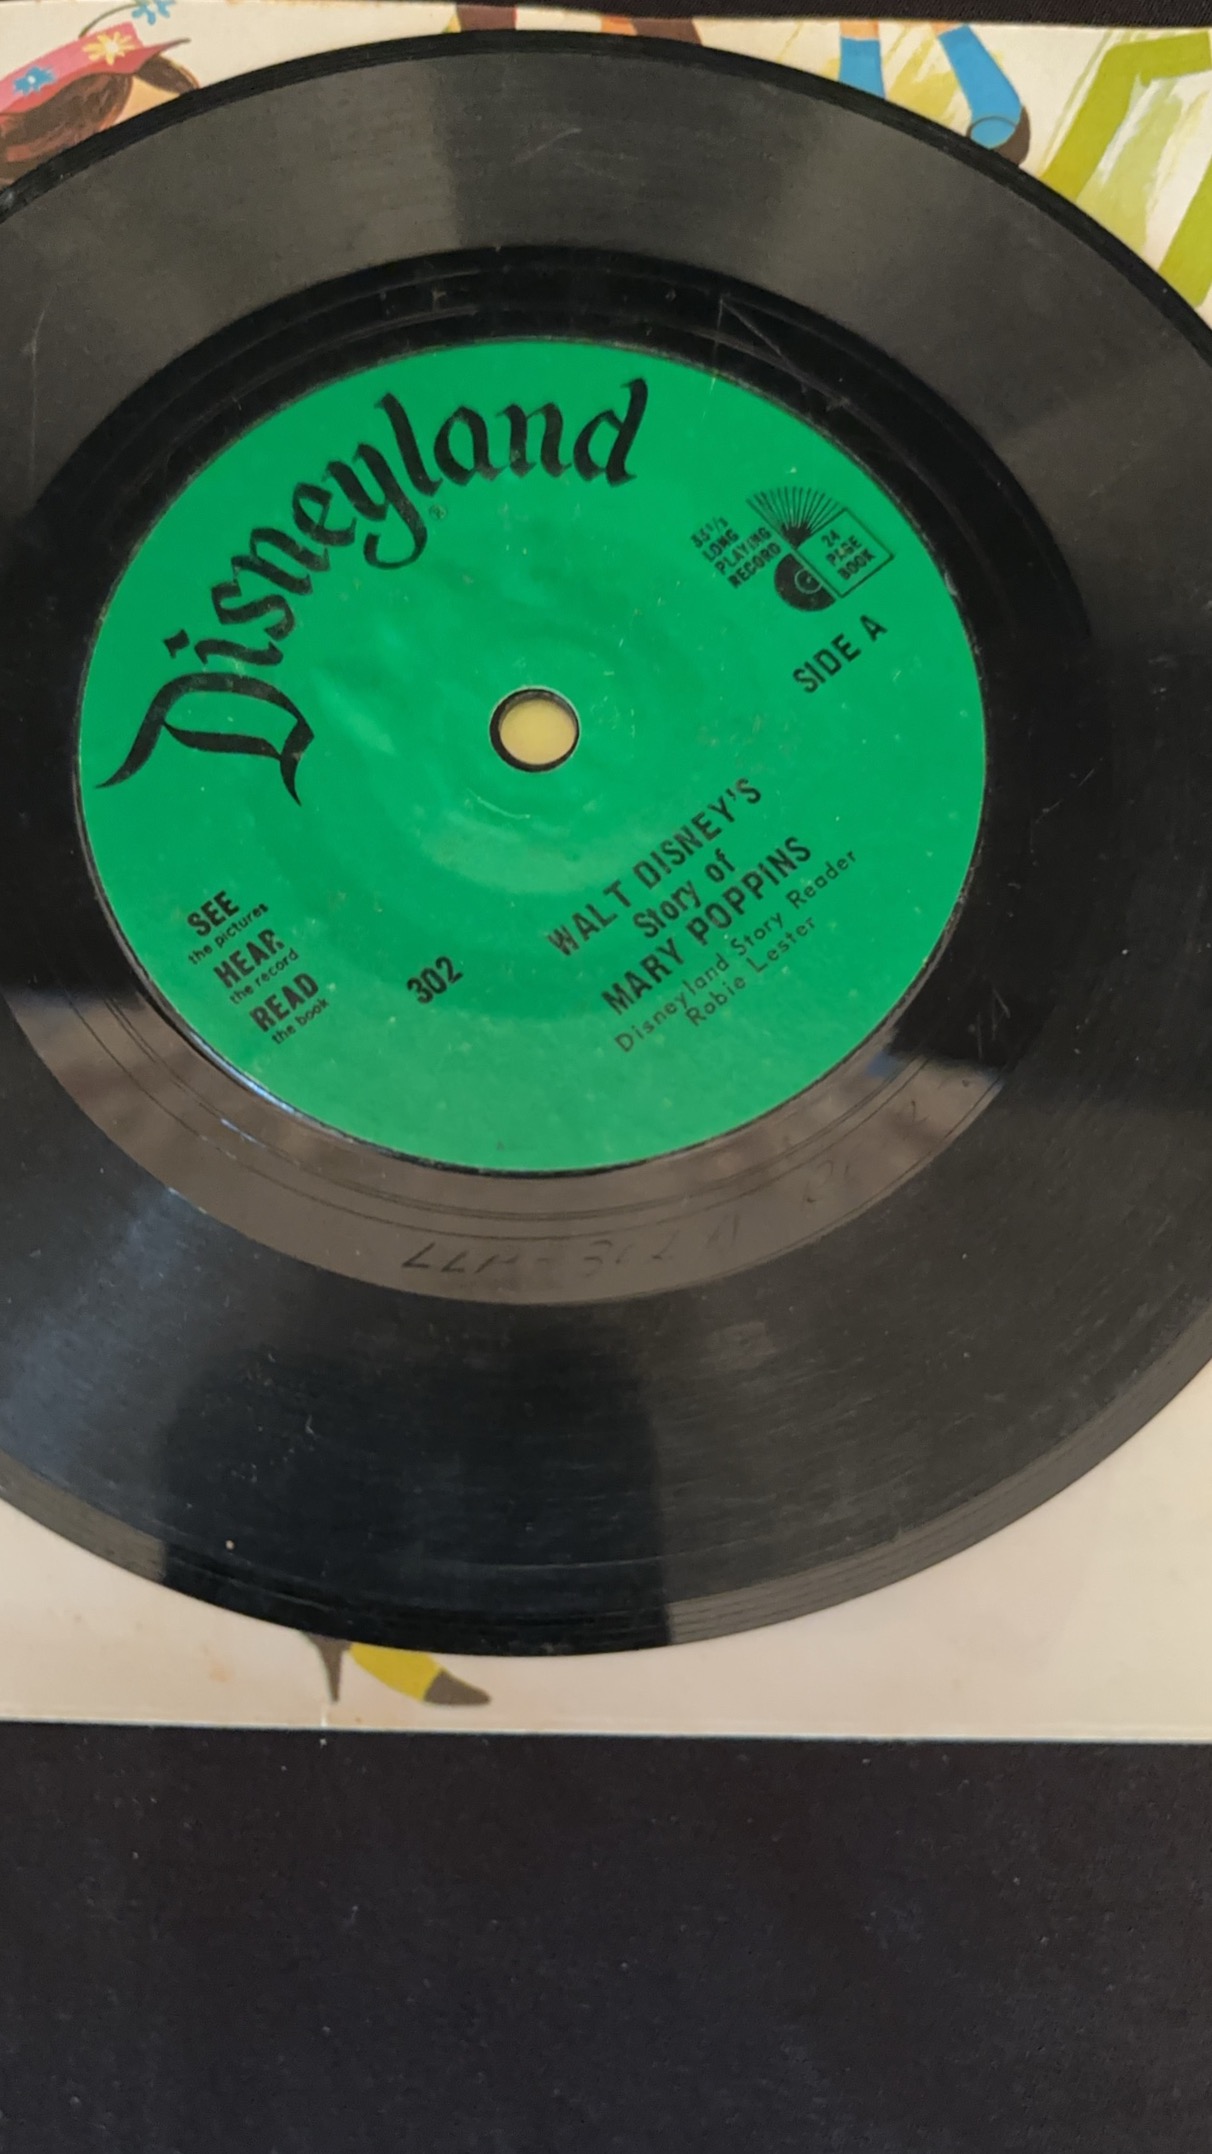 Disneyland
33 1/3
LONG
PLAYING
RECORD
24
PAGE
BOOK
SIDE A
SEE
the pictures
HEAR
the record
READ
the book
302
WALT DISNEY'S
Story of
MARY POPPINS
Disneyland Story Reader
Robie Lester